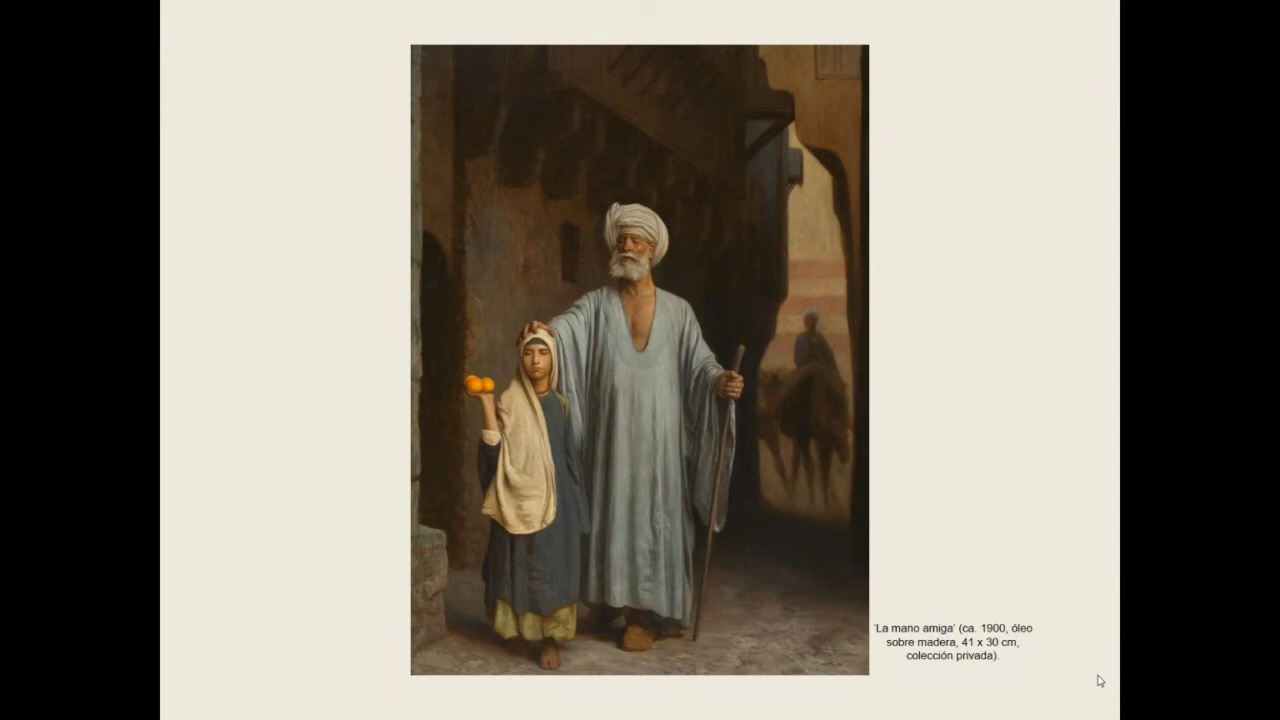 ‘La mano amiga’ (ca. 1900, óleo
sobre madera, 41 x 30 cm,
colección privada).